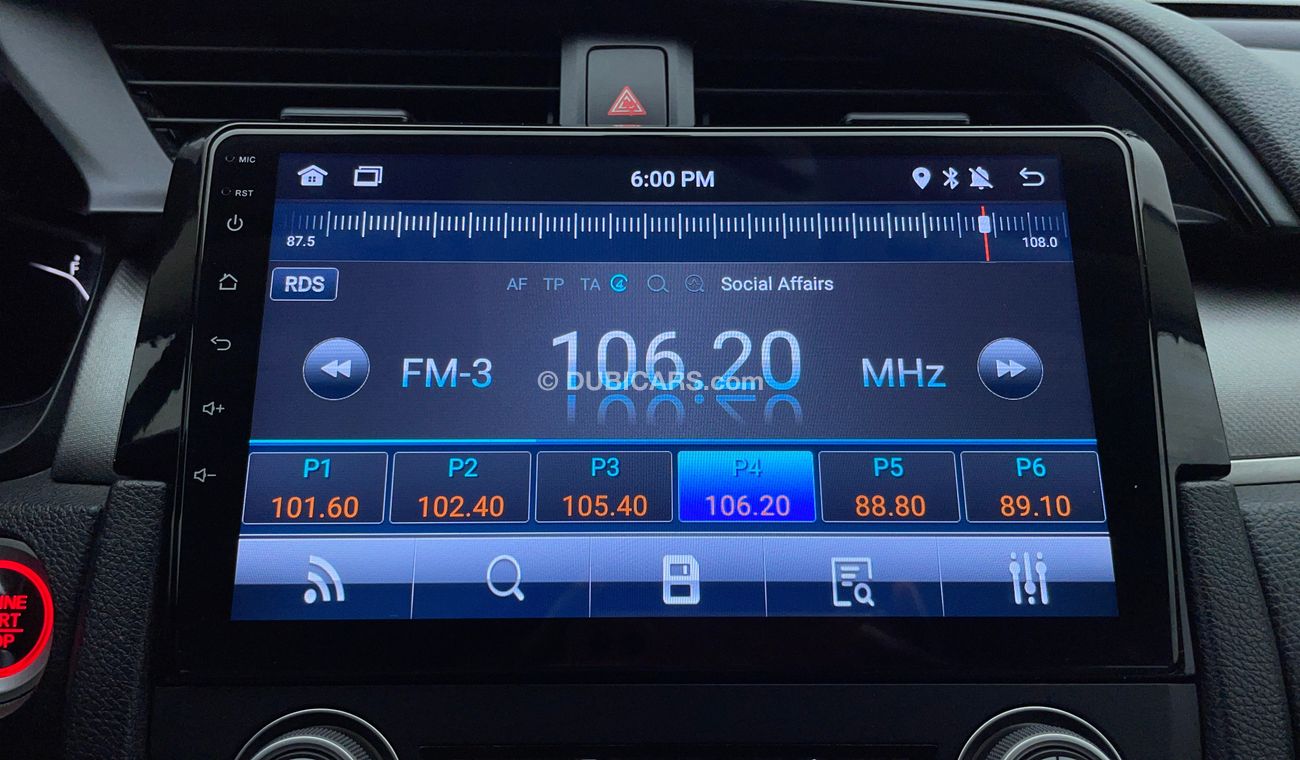 MIC
6:00 PM
RST
87.5
108.0
RDS AF TP TA Social Affairs
FM-3 106.20 MHz
© DUBICARS.com
P1 P2 P3 P4 P5 P6
101.60 102.40 105.40 106.20 88.80 89.10
F